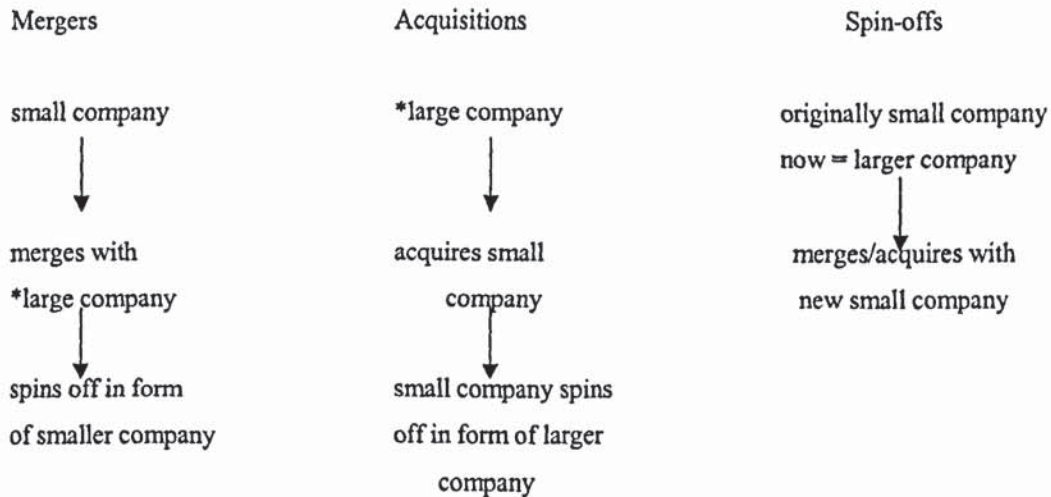 Mergers
small company
merges with
*large company
spins off in form
of smaller company
Acquisitions
*large company
acquires small
company
small company spins
off in form of larger
company
Spin-offs
originally small company
now = larger company
merges/acquires with
new small company